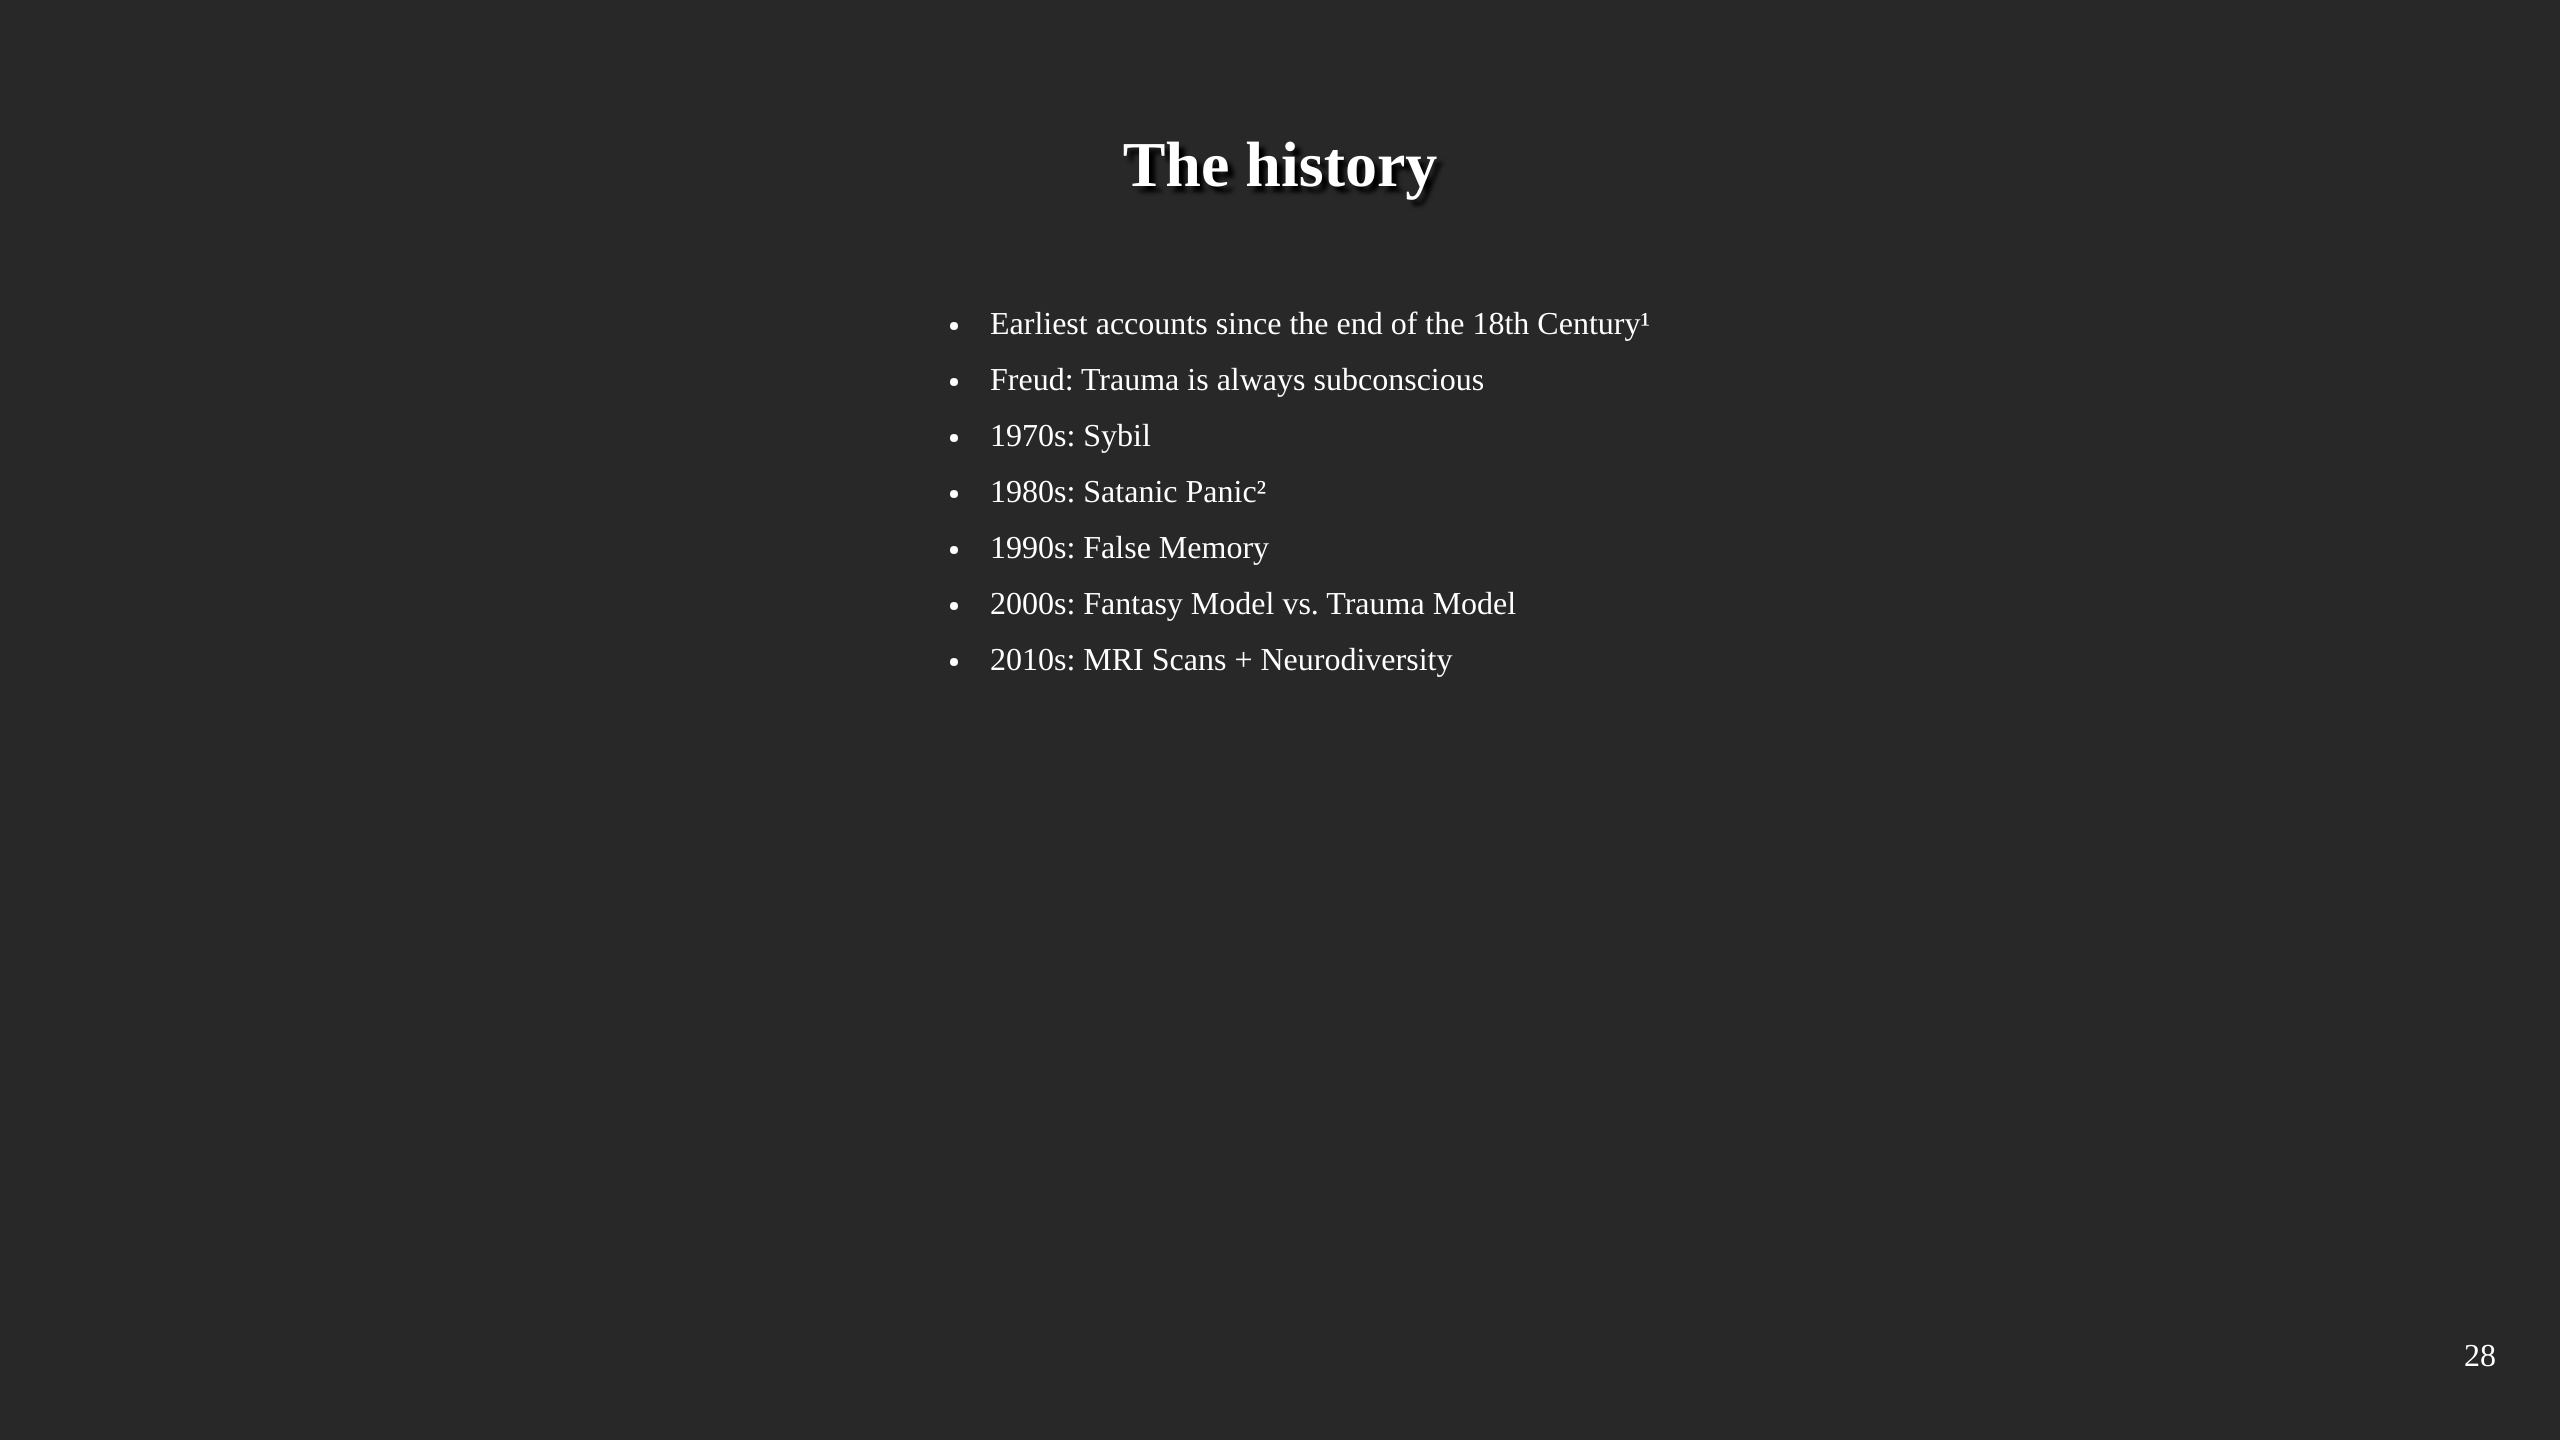 The history
• Earliest accounts since the end of the 18th Century¹
• Freud: Trauma is always subconscious
• 1970s: Sybil
• 1980s: Satanic Panic²
• 1990s: False Memory
• 2000s: Fantasy Model vs. Trauma Model
• 2010s: MRI Scans + Neurodiversity
28